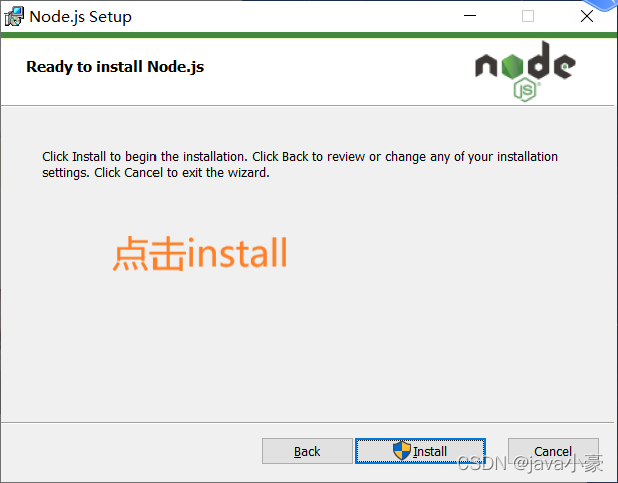 Node.js Setup
Ready to install Node.js
node
JS
Click Install to begin the installation. Click Back to review or change any of your installation
settings. Click Cancel to exit the wizard.
点击install
Back
Install
Cancel
CSDN @java小豪